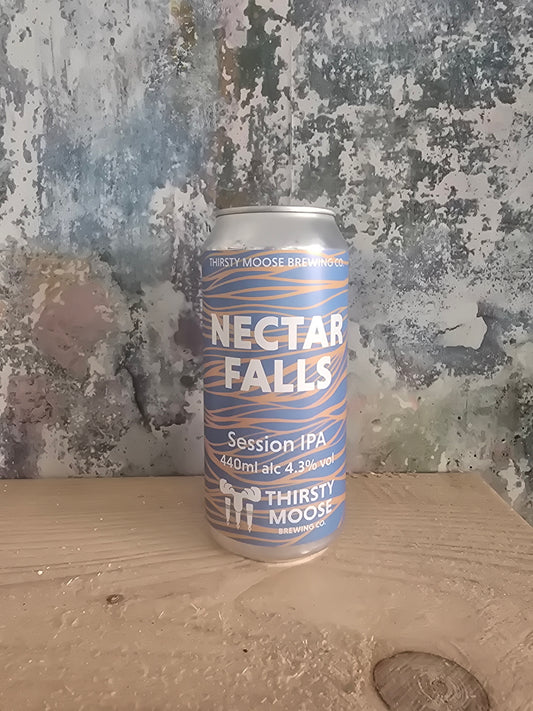 THIRSTY MOOSE BREWING CO.
NECTAR
FALLS
Session IPA
440ml alc 4.3% vol
THIRSTY
MOOSE
BREWING CO.